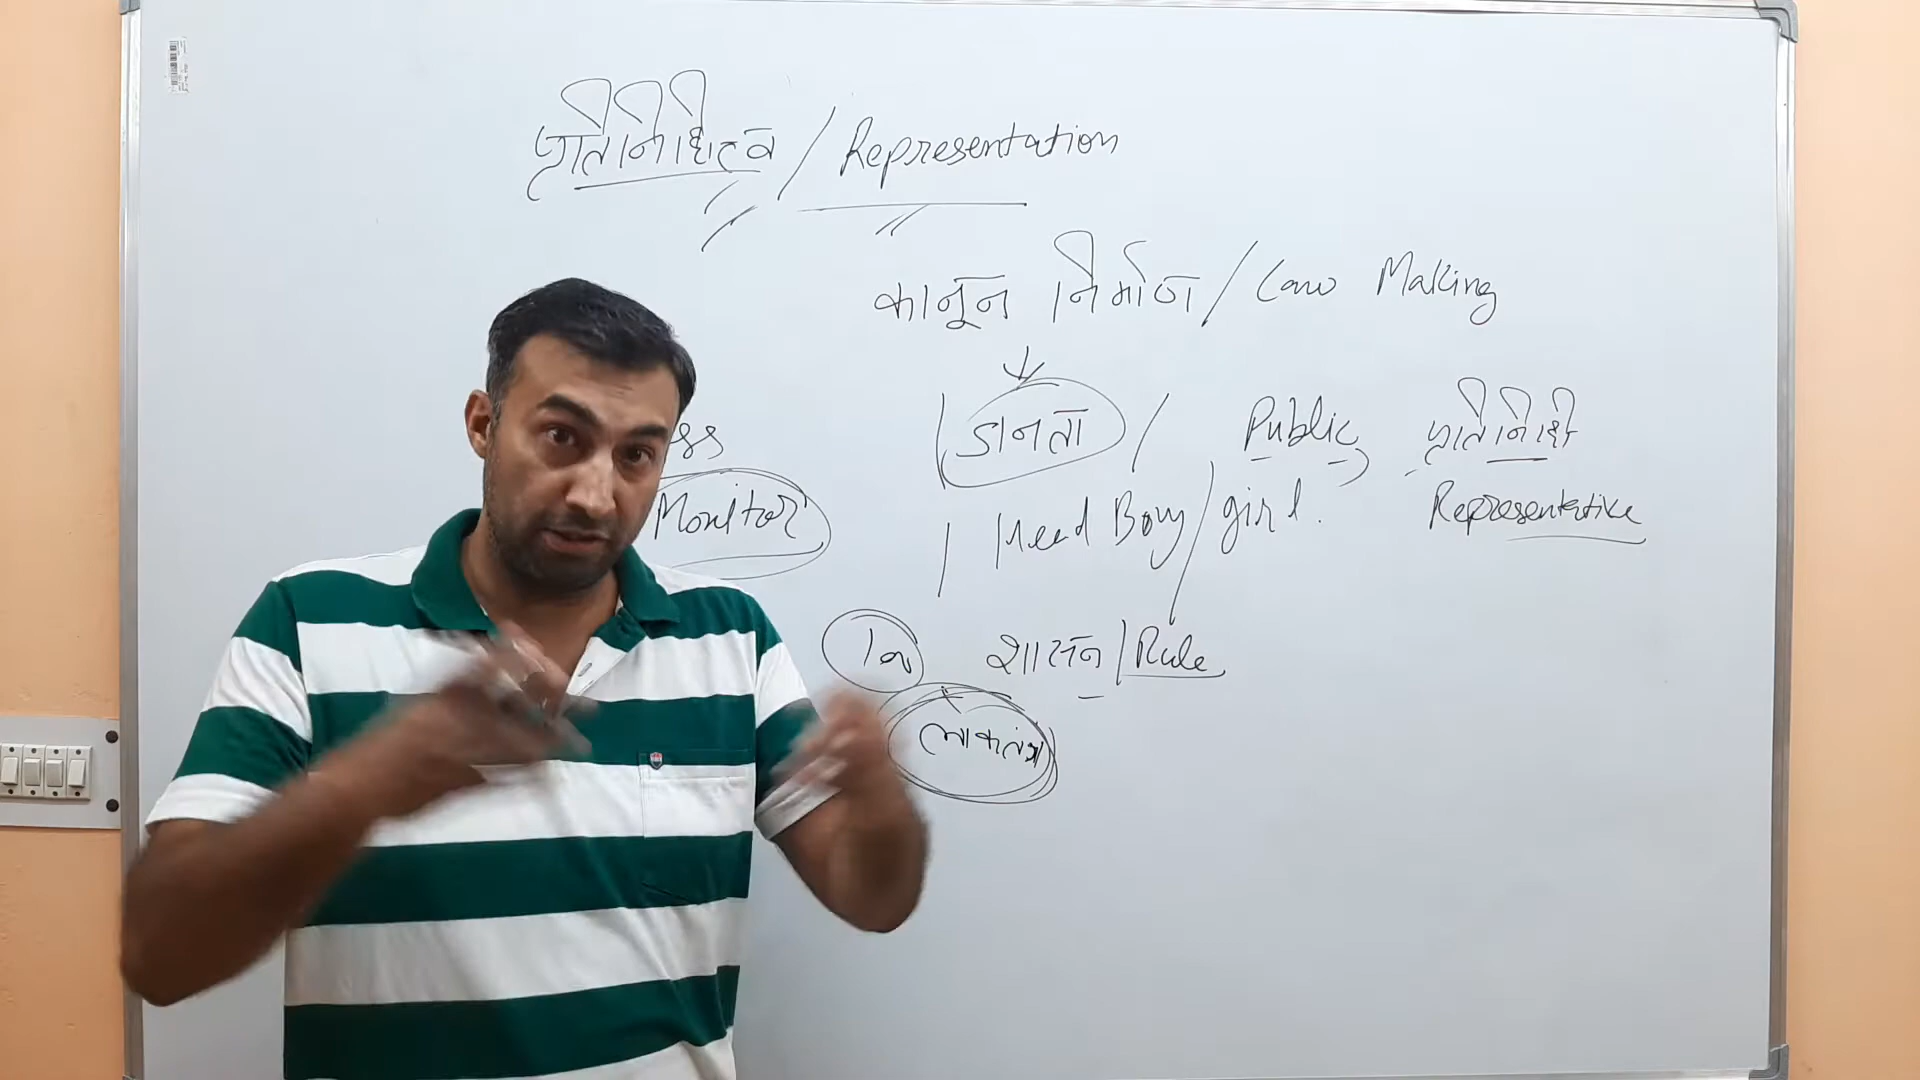 प्रतिनिधित्व / Representation
कानून निर्माण / Law Making
जनता / Public, प्रतिनिधी
Monitor | Head Boy/girl. Representative
शासन | Rule
लोकतंत्र